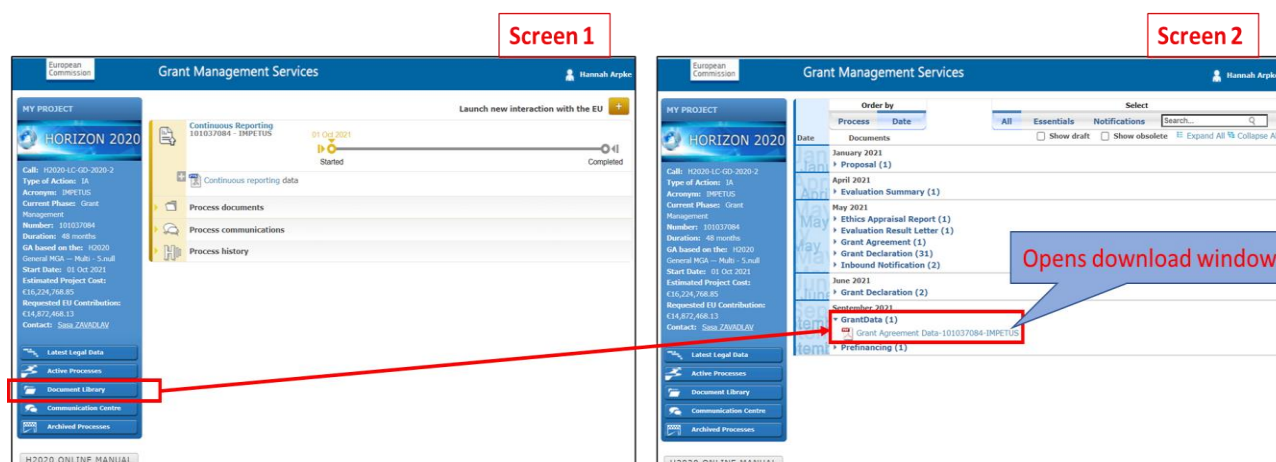 Screen 1
European
Commission
Grant Management Services
Hannah Arpke
MY PROJECT
HORIZON 2020
Call: H2020-LC-GD-2020-2
Type of Action: IA
Acronym: IMPETUS
Current Phase: Grant
Management
Number: 101037084
Duration: 48 months
GA based on the: H2020
General MGA — Multi - 5.null
Start Date: 01 Oct 2021
Estimated Project Cost:
€16,224,768.85
Requested EU Contribution:
€14,872,468.13
Contact: Sasa ZAVADLAV
Latest Legal Data
Active Processes
Document Library
Communication Centre
Archived Processes
H2020 ONLINE MANUAL
Launch new interaction with the EU +
Continuous Reporting
101037084 - IMPETUS
01 Oct 2021
Started
Completed
Continuous reporting data
Process documents
Process communications
Process history
Screen 2
European
Commission
Grant Management Services
Hannah Arpke
MY PROJECT
HORIZON 2020
Call: H2020-LC-GD-2020-2
Type of Action: IA
Acronym: IMPETUS
Current Phase: Grant
Management
Number: 101037084
Duration: 48 months
GA based on the: H2020
General MGA — Multi - 5.null
Start Date: 01 Oct 2021
Estimated Project Cost:
€16,224,768.85
Requested EU Contribution:
€14,872,468.13
Contact: Sasa ZAVADLAV
Latest Legal Data
Active Processes
Document Library
Communication Centre
Archived Processes
H2020 ONLINE MANUAL
Order by
Select
Process Date
All Essentials Notifications Search...
Date Documents
Show draft Show obsolete Expand All Collapse All
January 2021
Proposal (1)
April 2021
Evaluation Summary (1)
May 2021
Ethics Appraisal Report (1)
Evaluation Result Letter (1)
Grant Agreement (1)
Grant Declaration (31)
Inbound Notification (2)
June 2021
Grant Declaration (2)
September 2021
GrantData (1)
Grant Agreement Data-101037084-IMPETUS
Prefinancing (1)
Opens download window